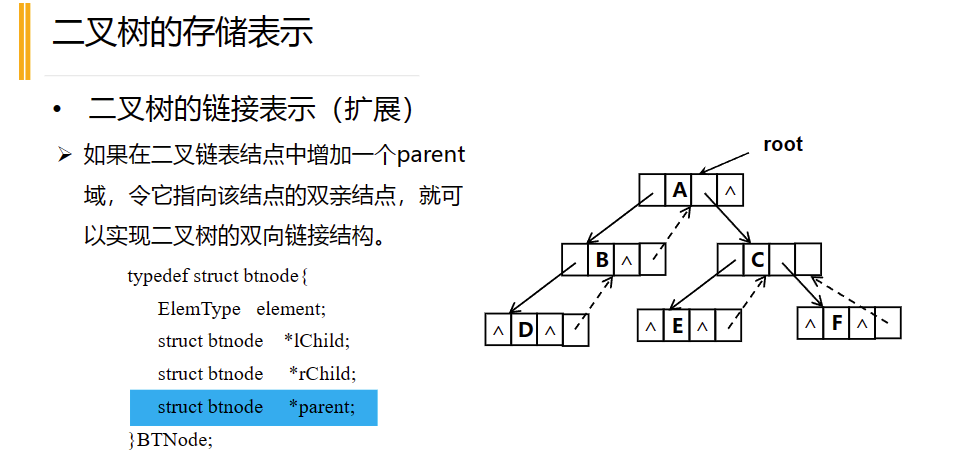 二叉树的存储表示
• 二叉树的链接表示（扩展）
➢ 如果在二叉链表结点中增加一个parent
域，令它指向该结点的双亲结点，就可
以实现二叉树的双向链接结构。
typedef struct btnode{
ElemType element;
struct btnode *lChild;
struct btnode *rChild;
struct btnode *parent;
}BTNode;
root
A ∧
B ∧
C
∧ D ∧
∧ E ∧
∧ F ∧